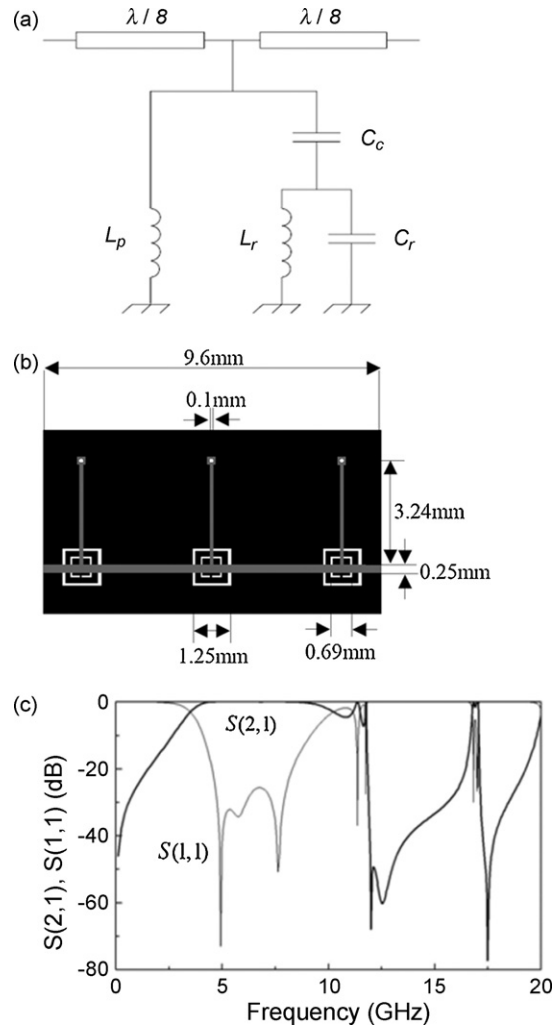 (a)
λ / 8
λ / 8
C_c
L_p
L_r
C_r
(b)
9.6mm
0.1mm
3.24mm
0.25mm
1.25mm
0.69mm
(c)
S(2,1), S(1,1) (dB)
0
-20
-40
-60
-80
S(2,1)
S(1,1)
0
5
10
15
20
Frequency (GHz)